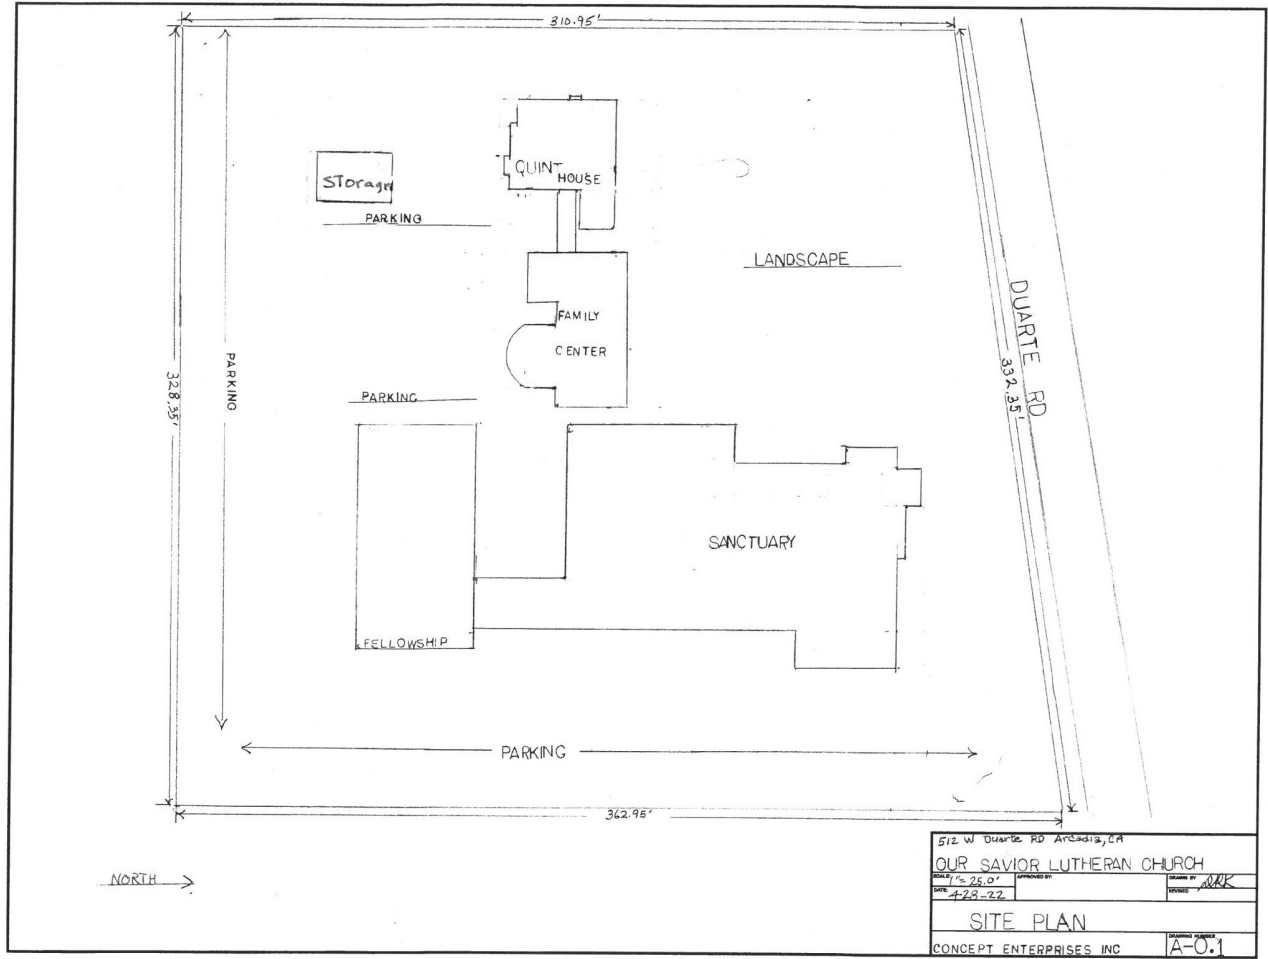 310.95'
STorage
QUINT
HOUSE
PARKING
LANDSCAPE
FAMILY
CENTER
DUARTE RD
332.35'
328.35'
PARKING
PARKING
SANCTUARY
FELLOWSHIP
PARKING
362.95'
NORTH
512 W Duarte RD Arcadia, CA
OUR SAVIOR LUTHERAN CHURCH
SCALE: 1"= 25.0'
APPROVED BY:
DRAWN BY DRK
DATE: 4-28-22
REVISED
SITE PLAN
CONCEPT ENTERPRISES INC
DRAWING NUMBER
A-0.1